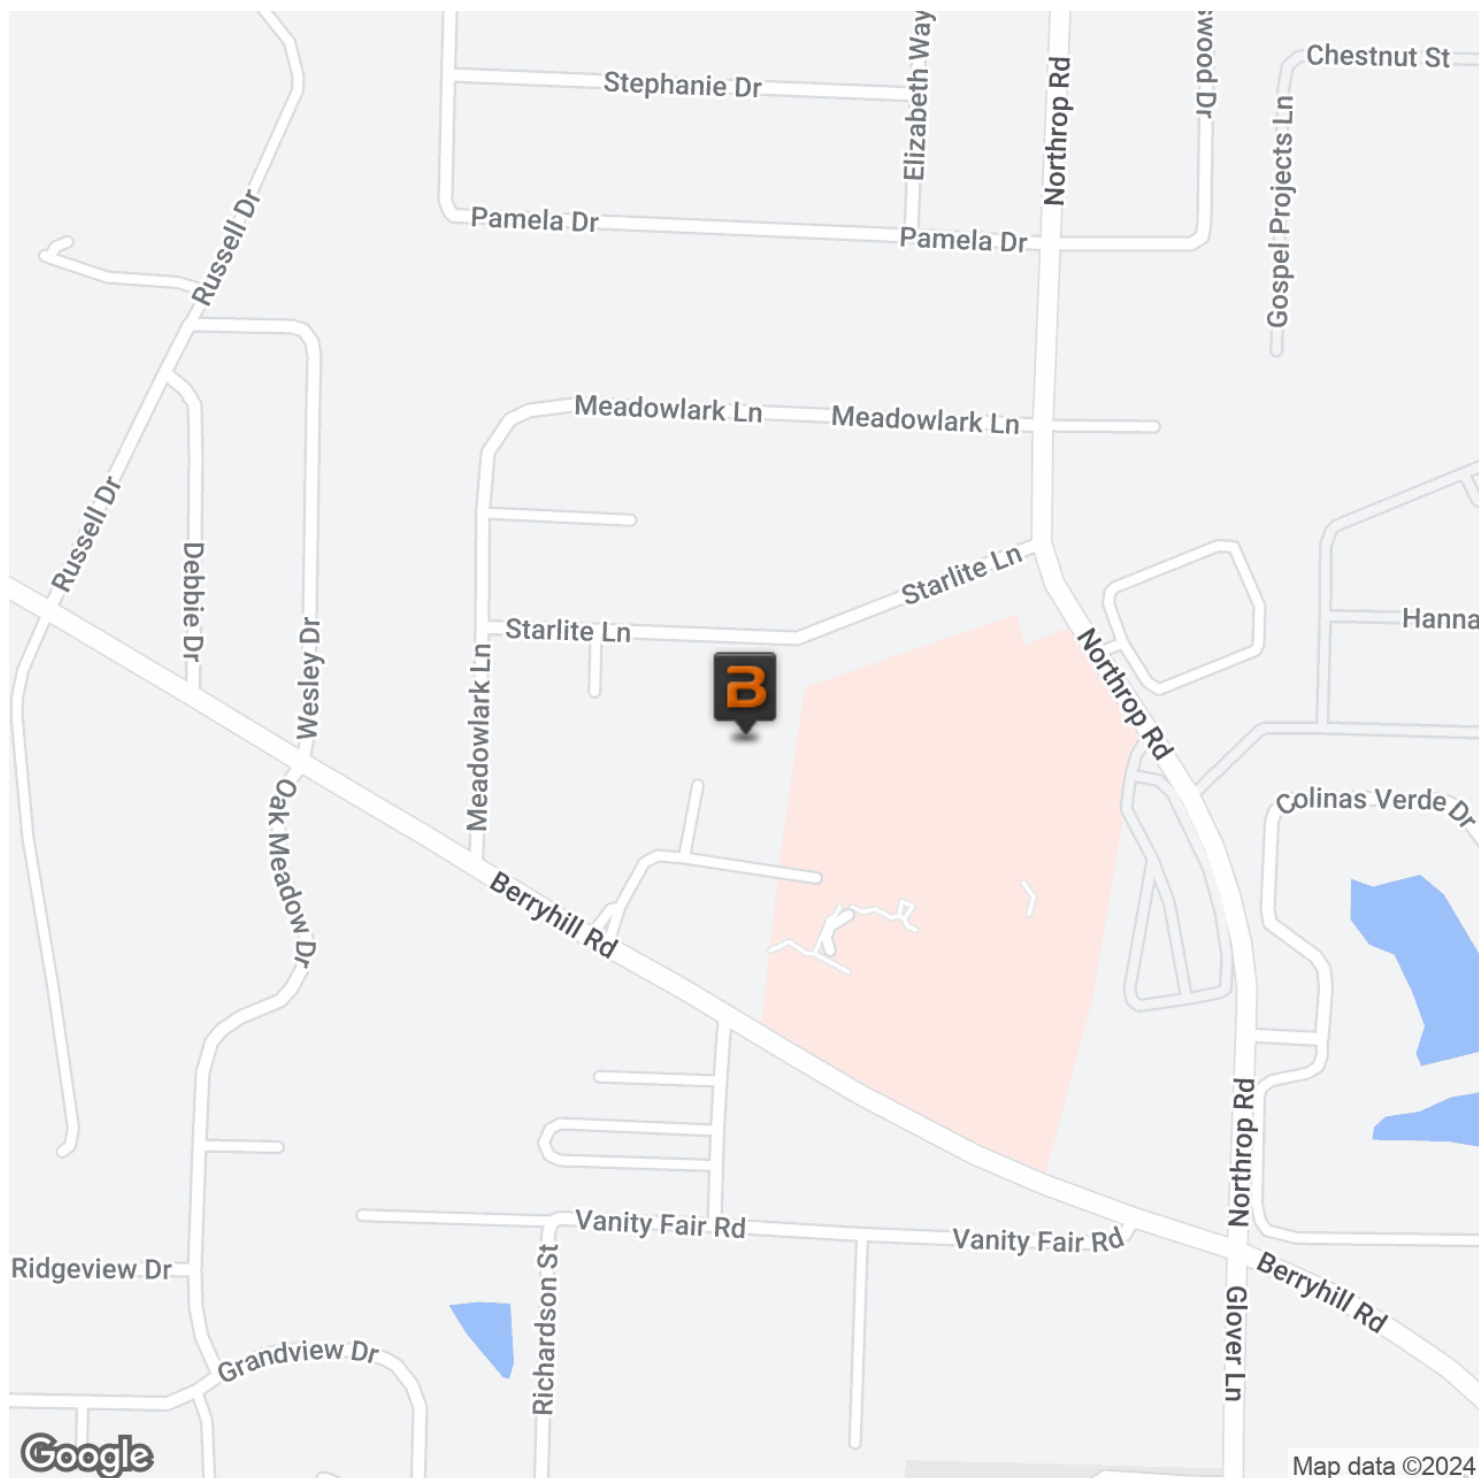 Chestnut St
Elizabeth Way
Stephanie Dr
Northrop Rd
swood Dr
Gospel Projects Ln
Russell Dr
Pamela Dr
Pamela Dr
Meadowlark Ln
Meadowlark Ln
Russell Dr
Debbie Dr
Starlite Ln
Hanna
Starlite Ln
Wesley Dr
Meadowlark Ln
B
Northrop Rd
Oak Meadow Dr
Colinas Verde Dr
Berryhill Rd
Northrop Rd
Vanity Fair Rd
Vanity Fair Rd
Ridgeview Dr
Richardson St
Berryhill Rd
Glover Ln
Grandview Dr
Google
Map data ©2024